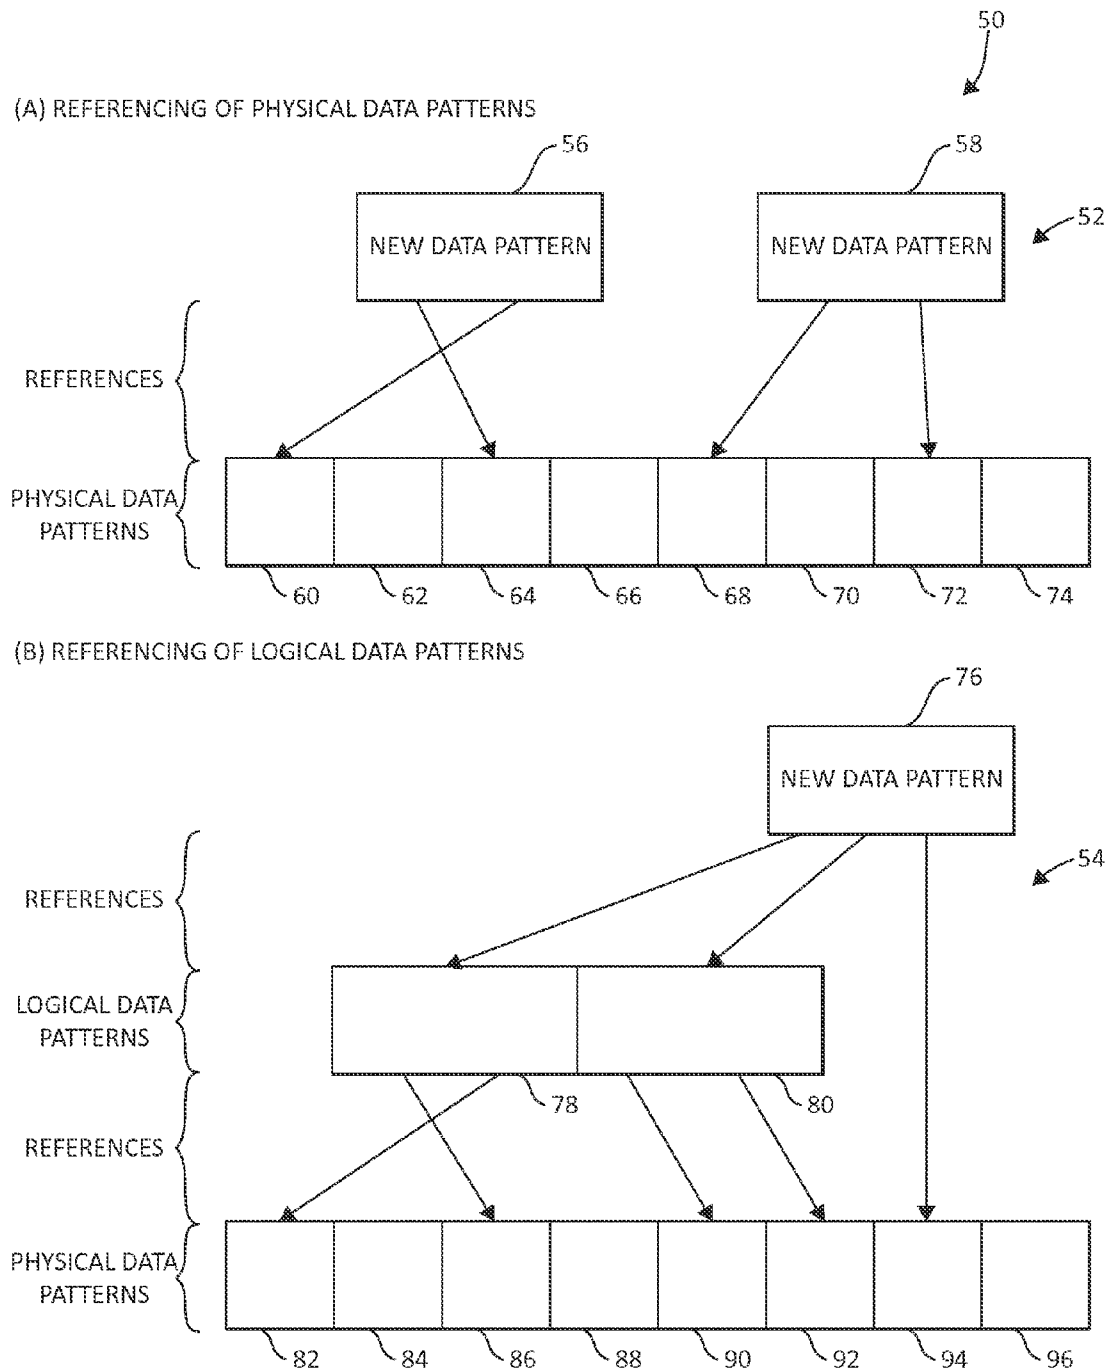 50
(A) REFERENCING OF PHYSICAL DATA PATTERNS
56
58
52
NEW DATA PATTERN
NEW DATA PATTERN
REFERENCES
PHYSICAL DATA
PATTERNS
60 62 64 66 68 70 72 74
(B) REFERENCING OF LOGICAL DATA PATTERNS
76
NEW DATA PATTERN
54
REFERENCES
LOGICAL DATA
PATTERNS
78 80
REFERENCES
PHYSICAL DATA
PATTERNS
82 84 86 88 90 92 94 96